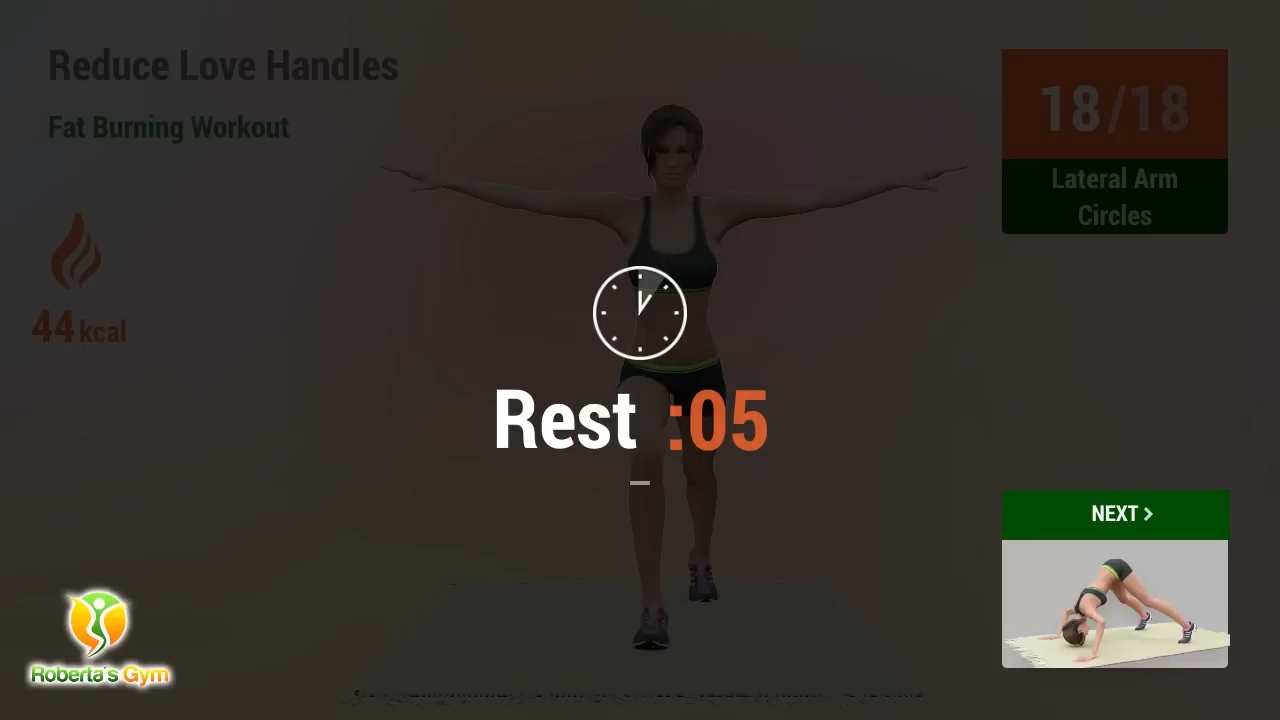 Reduce Love Handles
Fat Burning Workout
18/18
Lateral Arm
Circles
44 kcal
Rest :05
NEXT >
Roberta's Gym